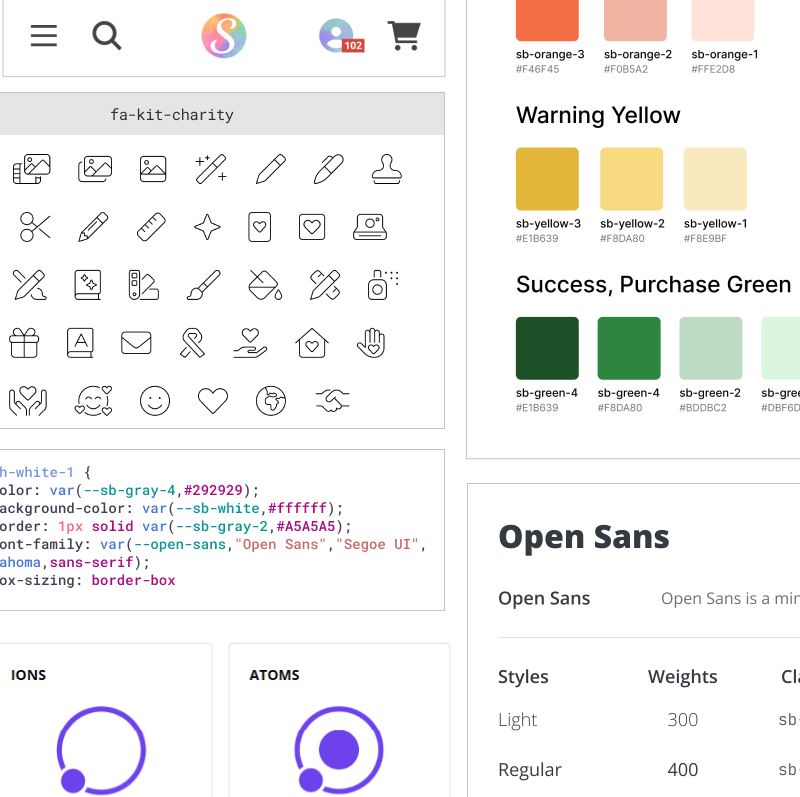 S
102
fa-kit-charity
A
h-white-1 {
olor: var(--sb-gray-4,#292929);
ackground-color: var(--sb-white,#ffffff);
order: 1px solid var(--sb-gray-2,#A5A5A5);
ont-family: var(--open-sans,"Open Sans","Segoe UI",
ahoma,sans-serif);
ox-sizing: border-box
IONS
ATOMS
sb-orange-3 sb-orange-2 sb-orange-1
#F46F45 #F0B5A2 #FFE2D8
Warning Yellow
sb-yellow-3 sb-yellow-2 sb-yellow-1
#E1B639 #F8DA80 #F8E9BF
Success, Purchase Green
sb-green-4 sb-green-4 sb-green-2 sb-gree
#E1B639 #F8DA80 #BDDBC2 #DBF6D
Open Sans
Open Sans Open Sans is a min
Styles Weights Cla
Light 300 sb-
Regular 400 sb-